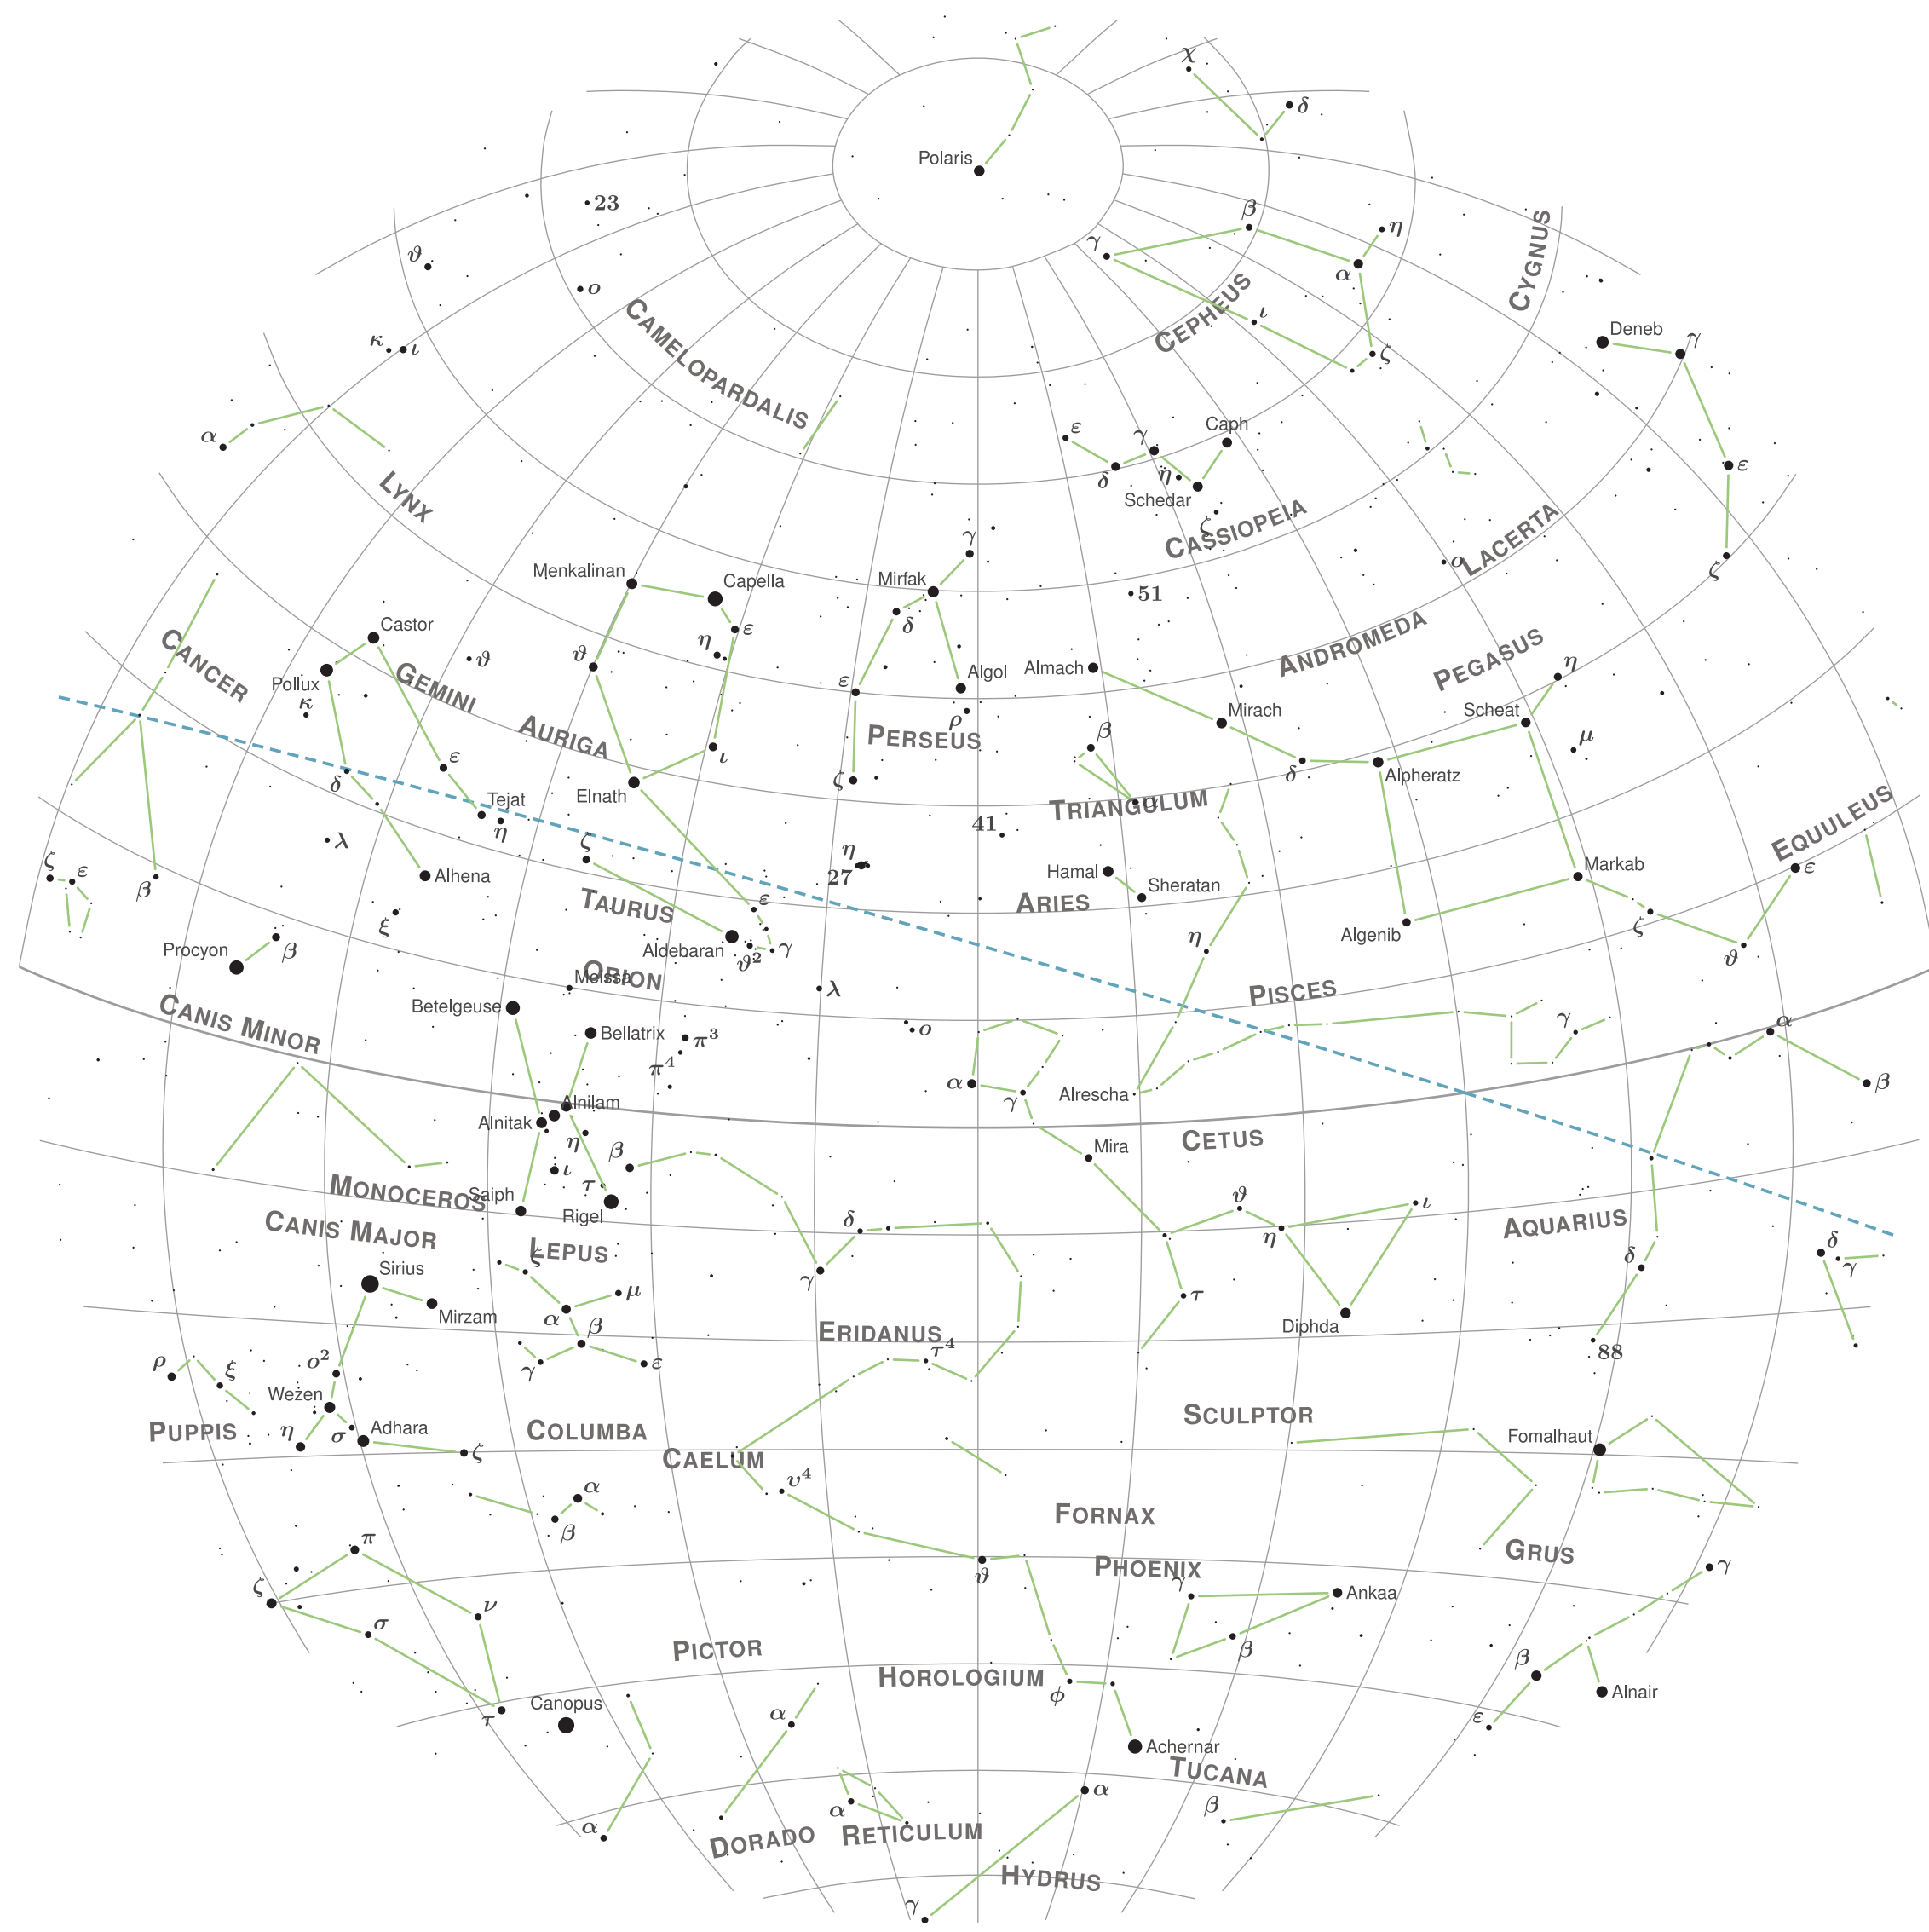 χ
δ
Polaris
23
β
η
γ
ϑ
α
CYGNUS
ο
CEPHEUS
ι
CAMELOPARDALIS
Deneb
γ
κ
ι
ζ
α
ε
γ
Caph
δ
η
Schedar
ε
LYNX
ζ
CASSIOPEIA
LACERTA
γ
ο
ζ
Menkalinan
Capella
Mirfak
51
δ
Castor
ε
CANCER
ϑ
η
ϑ
ANDROMEDA
PEGASUS
η
Pollux
GEMINI
ε
Algol
Almach
κ
ρ
Mirach
Scheat
AURIGA
PERSEUS
β
μ
ι
ε
δ
ζ
δ
Alpheratz
Tejat
Elnath
TRIANGULUM
α
η
41
EQUULEUS
λ
ζ
η
27
ζ
ε
β
Alhena
Hamal
Sheratan
Markab
ε
TAURUS
ε
ARIES
ξ
ζ
Algenib
Procyon
β
Aldebaran
ϑ²
γ
η
ϑ
ORION
Meissa
λ
PISCES
CANIS MINOR
Betelgeuse
Bellatrix
π³
ο
γ
α
π⁴
α
γ
Alrescha
β
Alnilam
Alnitak
η
β
Mira
CETUS
ι
MONOCEROS
Saiph
τ
Rigel
ϑ
ι
CANIS MAJOR
LEPUS
ξ
δ
η
AQUARIUS
δ
δ
γ
Sirius
γ
Mirzam
μ
τ
α
β
ERIDANUS
Diphda
ρ
ξ
ο²
γ
ε
τ⁴
88
Wezen
PUPPIS
η
σ
Adhara
COLUMBA
SCULPTOR
Fomalhaut
ζ
CAELUM
α
υ⁴
β
FORNAX
π
GRUS
ζ
ϑ
PHOENIX
γ
γ
Ankaa
ν
σ
β
PICTOR
β
HOROLOGIUM
φ
Alnair
τ
Canopus
α
ε
Achernar
TUCANA
α
β
α
α
DORADO
RETICULUM
HYDRUS
γ